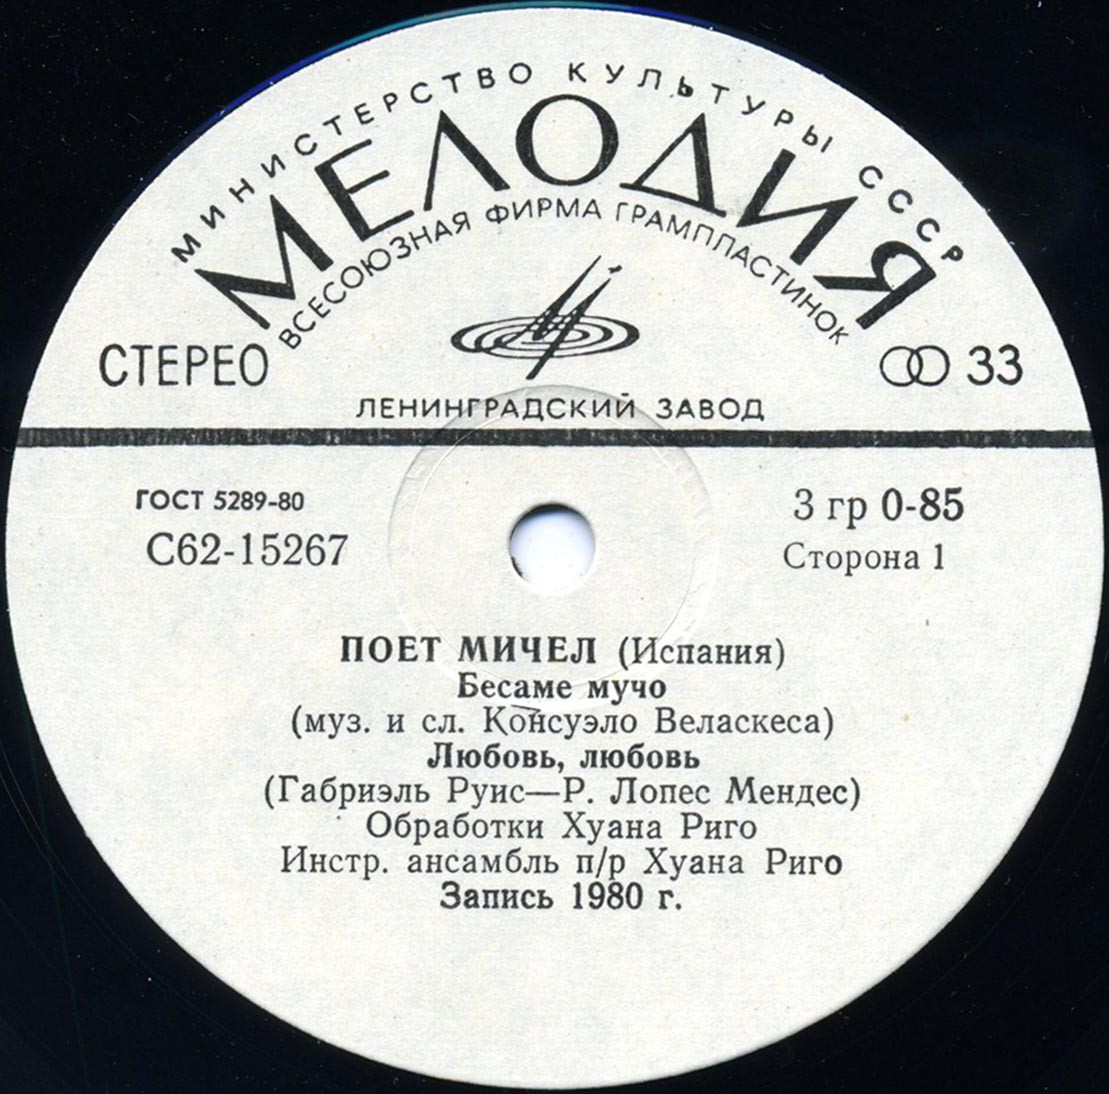 МИНИСТЕРСТВО КУЛЬТУРЫ СССР
МЕЛОДИЯ
ВСЕСОЮЗНАЯ ФИРМА ГРАМПЛАСТИНОК
СТЕРЕО
33
ЛЕНИНГРАДСКИЙ ЗАВОД
ГОСТ 5289-80
3 гр 0-85
С62-15267
Сторона 1
ПОЕТ МИЧЕЛ (Испания)
Бесаме мучо
(муз. и сл. Консуэло Веласкеса)
Любовь, любовь
(Габриэль Руис—Р. Лопес Мендес)
Обработки Хуана Риго
Инстр. ансамбль п/р Хуана Риго
Запись 1980 г.